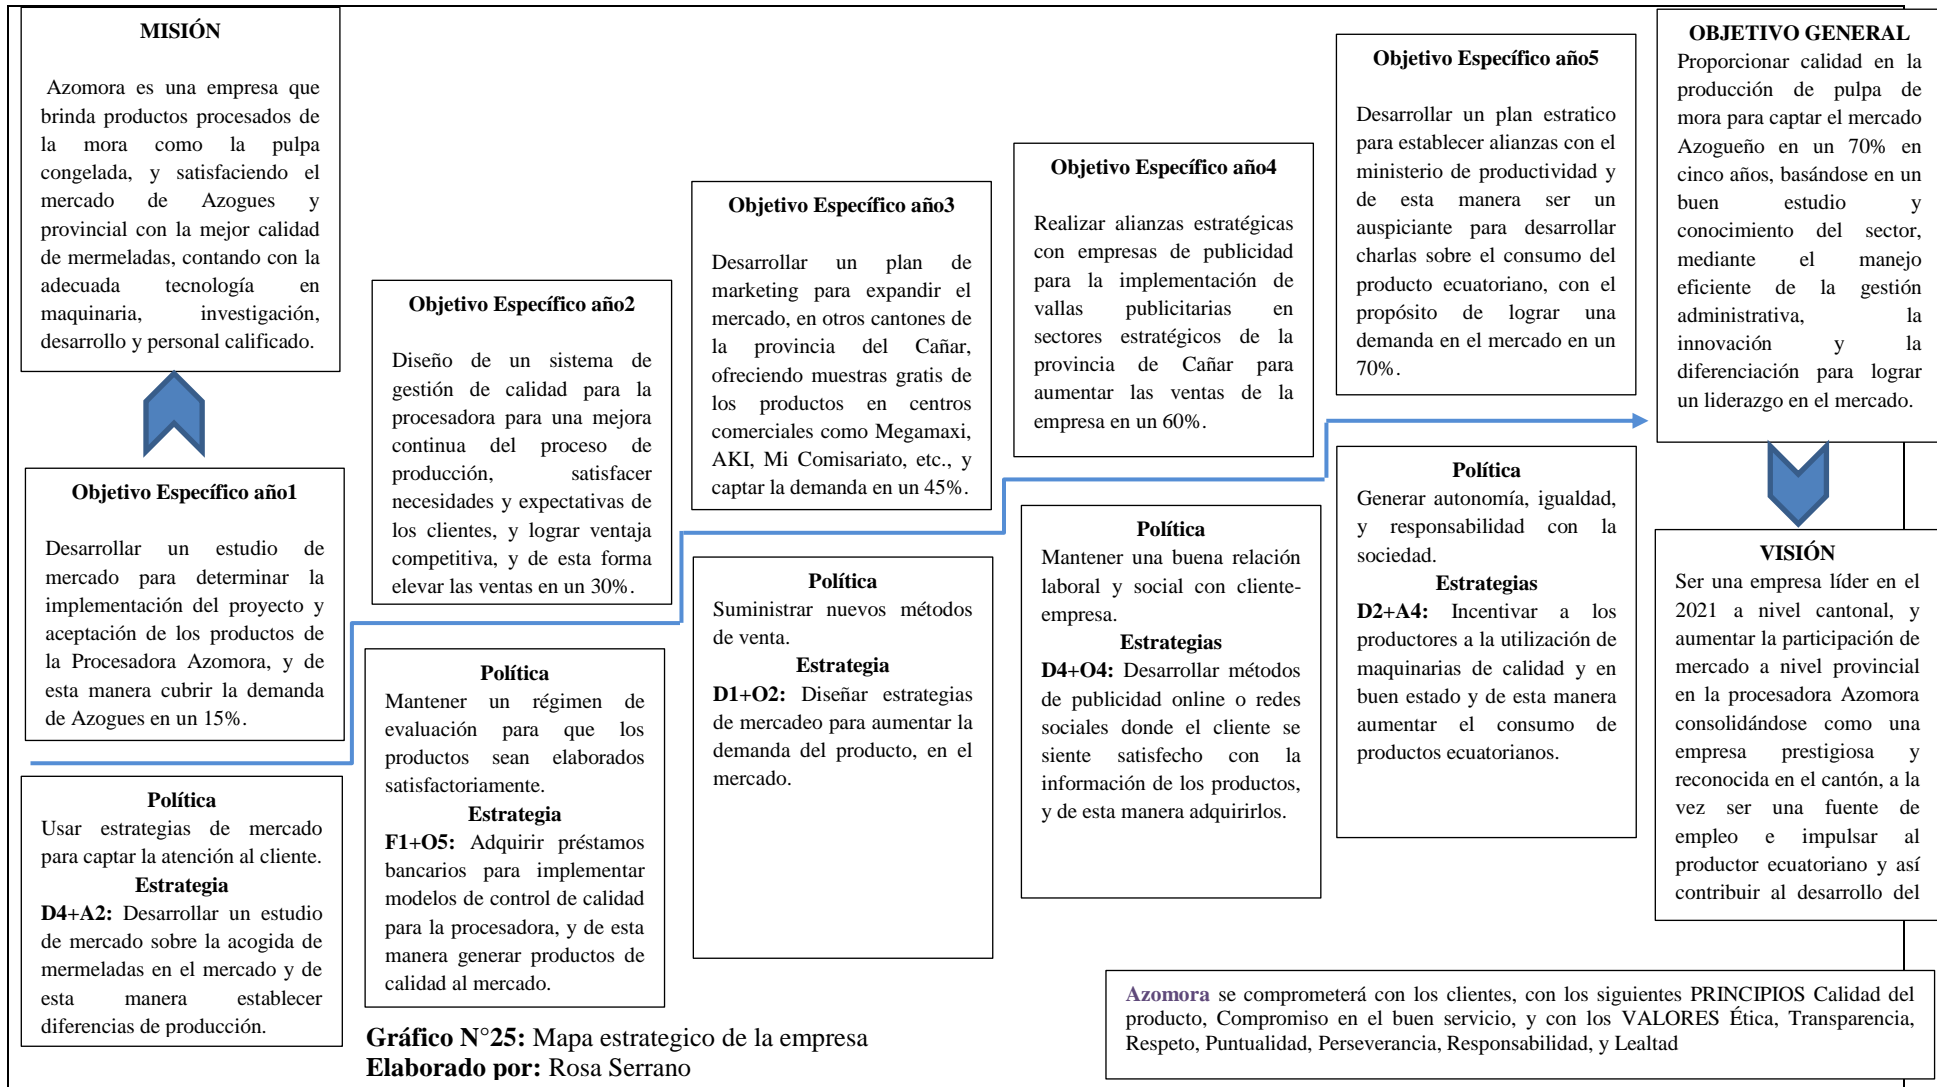 MISIÓN
Azomora es una empresa que
brinda productos procesados de
la mora como la pulpa
congelada, y satisfaciendo el
mercado de Azogues y
provincial con la mejor calidad
de mermeladas, contando con la
adecuada tecnología en
maquinaria, investigación,
desarrollo y personal calificado.
Objetivo Específico año1
Desarrollar un estudio de
mercado para determinar la
implementación del proyecto y
aceptación de los productos de
la Procesadora Azomora, y de
esta manera cubrir la demanda
de Azogues en un 15%.
Política
Usar estrategias de mercado
para captar la atención al cliente.
Estrategia
D4+A2: Desarrollar un estudio
de mercado sobre la acogida de
mermeladas en el mercado y de
esta manera establecer
diferencias de producción.
Objetivo Específico año2
Diseño de un sistema de
gestión de calidad para la
procesadora para una mejora
continua del proceso de
producción, satisfacer
necesidades y expectativas de
los clientes, y lograr ventaja
competitiva, y de esta forma
elevar las ventas en un 30%.
Política
Mantener un régimen de
evaluación para que los
productos sean elaborados
satisfactoriamente.
Estrategia
F1+O5: Adquirir préstamos
bancarios para implementar
modelos de control de calidad
para la procesadora, y de esta
manera generar productos de
calidad al mercado.
Objetivo Específico año3
Desarrollar un plan de
marketing para expandir el
mercado, en otros cantones de
la provincia del Cañar,
ofreciendo muestras gratis de
los productos en centros
comerciales como Megamaxi,
AKI, Mi Comisariato, etc., y
captar la demanda en un 45%.
Política
Suministrar nuevos métodos
de venta.
Estrategia
D1+O2: Diseñar estrategias
de mercadeo para aumentar la
demanda del producto, en el
mercado.
Objetivo Específico año4
Realizar alianzas estratégicas
con empresas de publicidad
para la implementación de
vallas publicitarias en
sectores estratégicos de la
provincia de Cañar para
aumentar las ventas de la
empresa en un 60%.
Política
Mantener una buena relación
laboral y social con cliente-
empresa.
Estrategias
D4+O4: Desarrollar métodos
de publicidad online o redes
sociales donde el cliente se
siente satisfecho con la
información de los productos,
y de esta manera adquirirlos.
Objetivo Específico año5
Desarrollar un plan estratico
para establecer alianzas con el
ministerio de productividad y
de esta manera ser un
auspiciante para desarrollar
charlas sobre el consumo del
producto ecuatoriano, con el
propósito de lograr una
demanda en el mercado en un
70%.
Política
Generar autonomía, igualdad,
y responsabilidad con la
sociedad.
Estrategias
D2+A4: Incentivar a los
productores a la utilización de
maquinarias de calidad y en
buen estado y de esta manera
aumentar el consumo de
productos ecuatorianos.
OBJETIVO GENERAL
Proporcionar calidad en la
producción de pulpa de
mora para captar el mercado
Azogueño en un 70% en
cinco años, basándose en un
buen estudio y
conocimiento del sector,
mediante el manejo
eficiente de la gestión
administrativa, la
innovación y la
diferenciación para lograr
un liderazgo en el mercado.
VISIÓN
Ser una empresa líder en el
2021 a nivel cantonal, y
aumentar la participación de
mercado a nivel provincial
en la procesadora Azomora
consolidándose como una
empresa prestigiosa y
reconocida en el cantón, a la
vez ser una fuente de
empleo e impulsar al
productor ecuatoriano y así
contribuir al desarrollo del
Azomora se comprometerá con los clientes, con los siguientes PRINCIPIOS Calidad del
producto, Compromiso en el buen servicio, y con los VALORES Ética, Transparencia,
Respeto, Puntualidad, Perseverancia, Responsabilidad, y Lealtad
Gráfico N°25: Mapa estrategico de la empresa
Elaborado por: Rosa Serrano